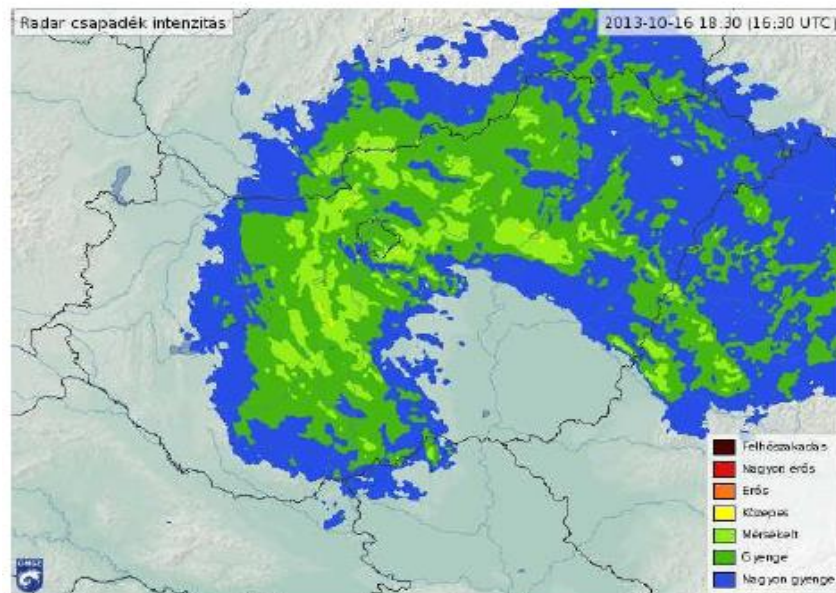 Radar csapadék intenzitás
2013-10-16 18:30 (16:30 UTC)
Felhőszakadás
Nagyon erős
Erős
Közepes
Mérsékelt
Gyenge
Nagyon gyenge
OMSZ